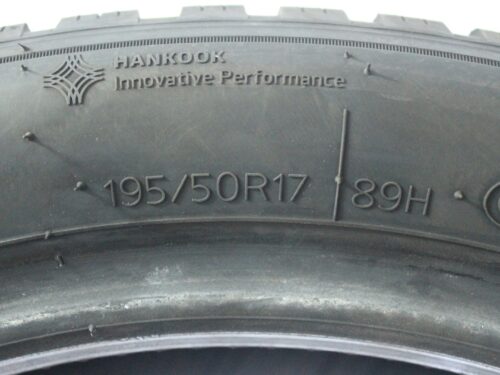 HANKOOK
Innovative Performance
195/50R17 89H